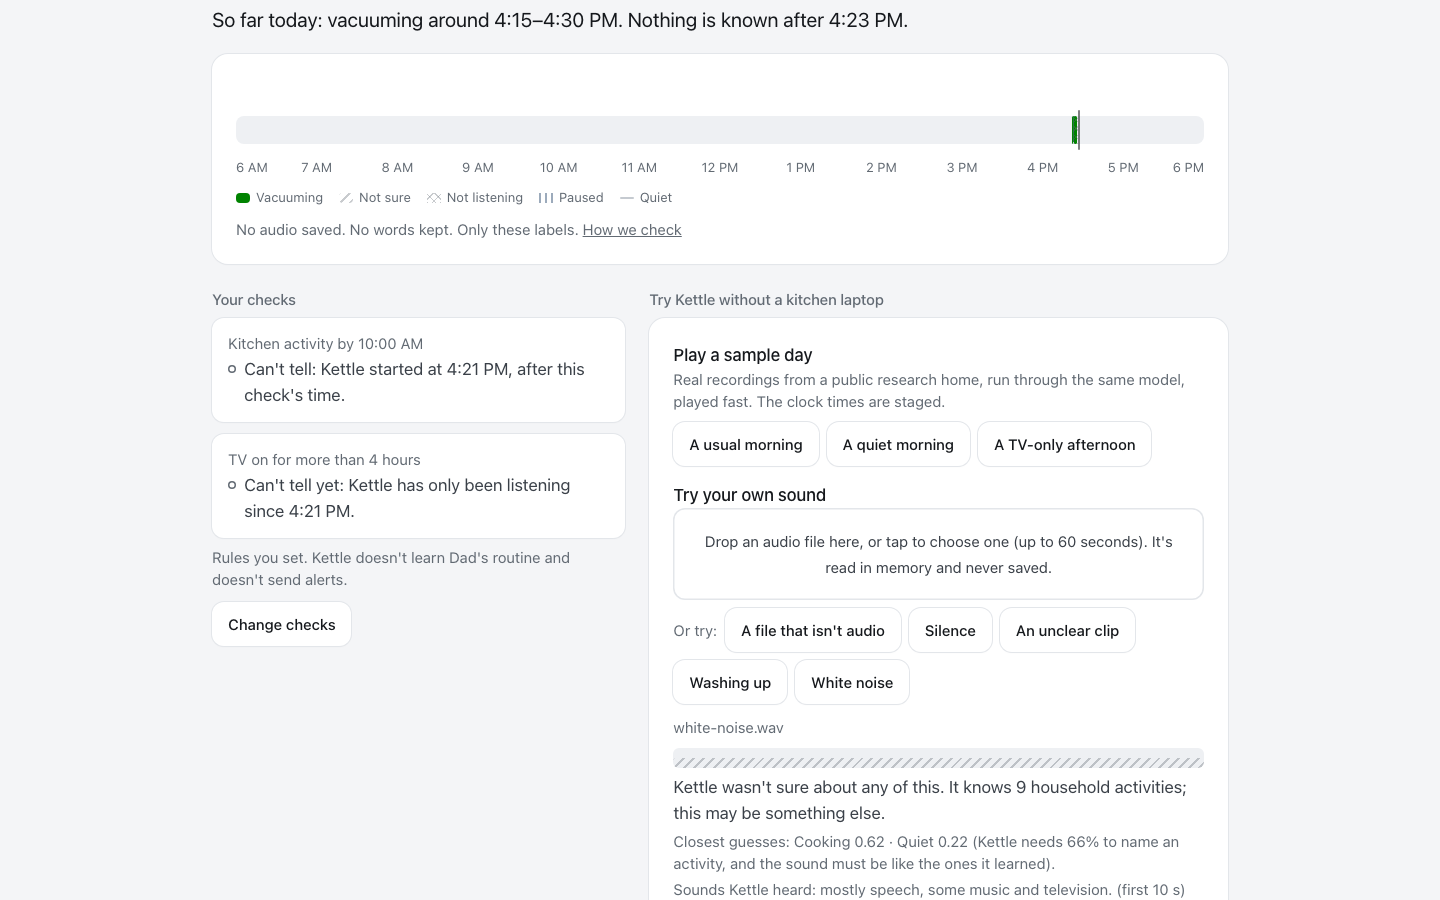 So far today: vacuuming around 4:15–4:30 PM. Nothing is known after 4:23 PM.
6 AM 7 AM 8 AM 9 AM 10 AM 11 AM 12 PM 1 PM 2 PM 3 PM 4 PM 5 PM 6 PM
Vacuuming Not sure Not listening Paused Quiet
No audio saved. No words kept. Only these labels. How we check
Your checks
Kitchen activity by 10:00 AM
Can't tell: Kettle started at 4:21 PM, after this
check's time.
TV on for more than 4 hours
Can't tell yet: Kettle has only been listening
since 4:21 PM.
Rules you set. Kettle doesn't learn Dad's routine and
doesn't send alerts.
Change checks
Try Kettle without a kitchen laptop
Play a sample day
Real recordings from a public research home, run through the same model,
played fast. The clock times are staged.
A usual morning A quiet morning A TV-only afternoon
Try your own sound
Drop an audio file here, or tap to choose one (up to 60 seconds). It's
read in memory and never saved.
Or try: A file that isn't audio Silence An unclear clip
Washing up White noise
white-noise.wav
Kettle wasn't sure about any of this. It knows 9 household activities;
this may be something else.
Closest guesses: Cooking 0.62 · Quiet 0.22 (Kettle needs 66% to name an
activity, and the sound must be like the ones it learned).
Sounds Kettle heard: mostly speech, some music and television. (first 10 s)